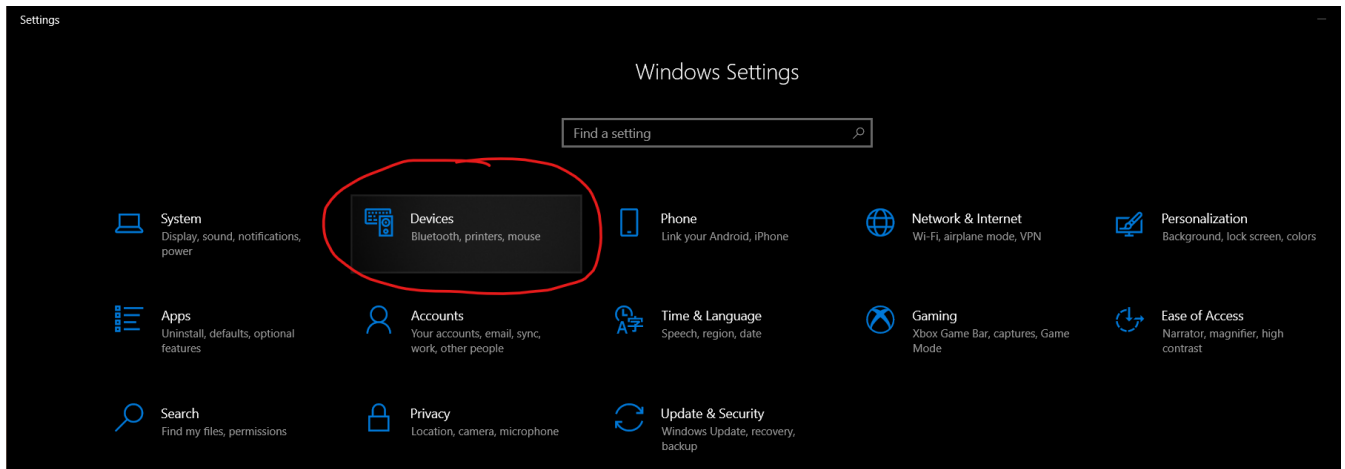 Settings
Windows Settings
Find a setting
System
Display, sound, notifications,
power
Devices
Bluetooth, printers, mouse
Phone
Link your Android, iPhone
Network & Internet
Wi-Fi, airplane mode, VPN
Personalization
Background, lock screen, colors
Apps
Uninstall, defaults, optional
features
Accounts
Your accounts, email, sync,
work, other people
Time & Language
Speech, region, date
Gaming
Xbox Game Bar, captures, Game
Mode
Ease of Access
Narrator, magnifier, high
contrast
Search
Find my files, permissions
Privacy
Location, camera, microphone
Update & Security
Windows Update, recovery,
backup